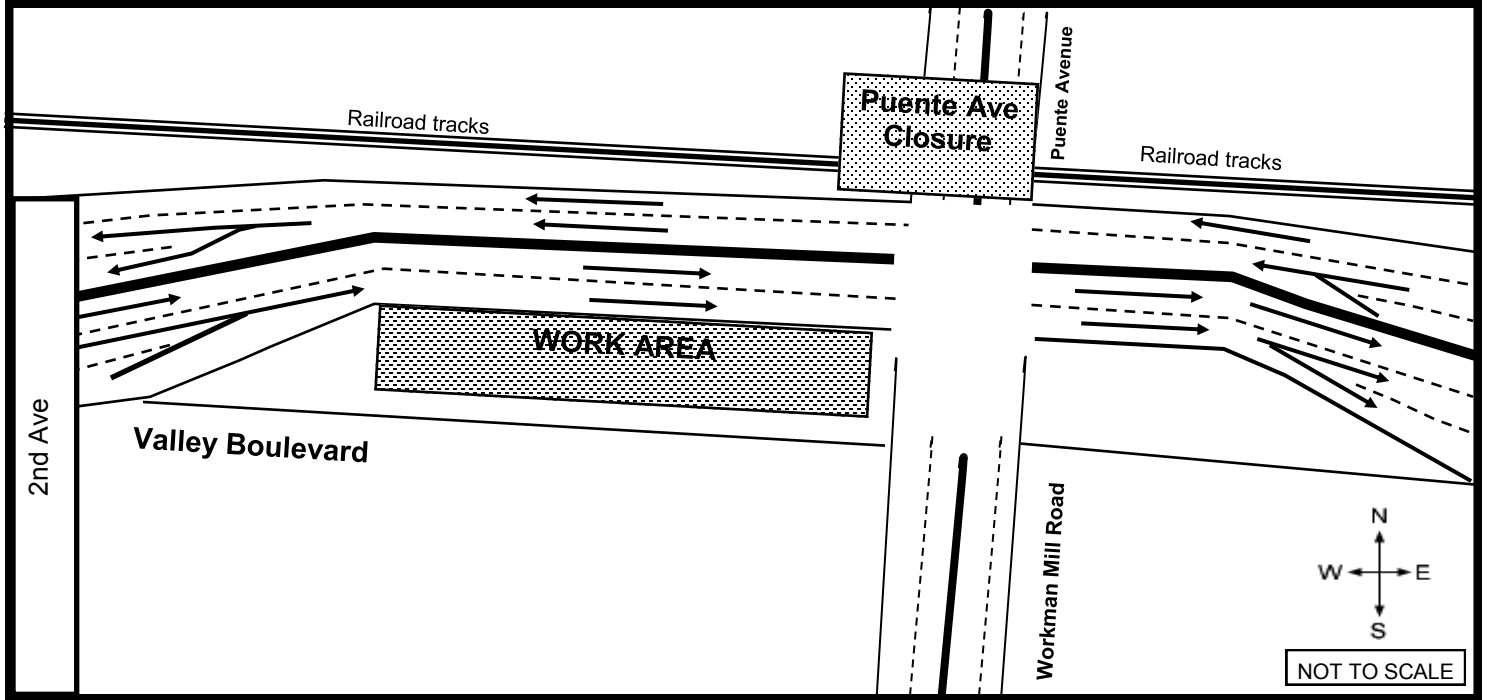 Puente Avenue
Puente Ave
Closure
Railroad tracks
Railroad tracks
WORK AREA
2nd Ave
Valley Boulevard
Workman Mill Road
N
W E
S
NOT TO SCALE